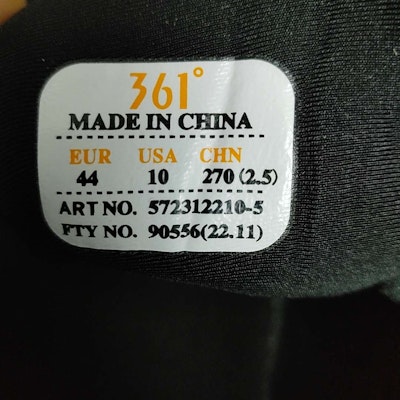 361°
MADE IN CHINA
EUR USA CHN
44 10 270 (2.5)
ART NO. 572312210-5
FTY NO. 90556(22.11)